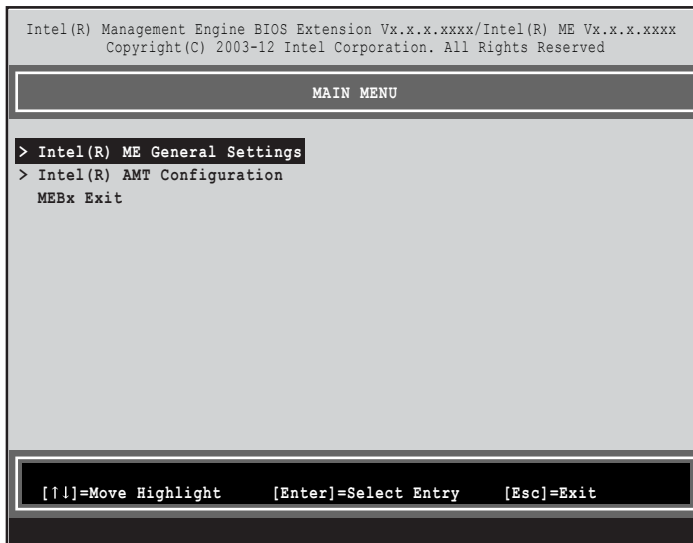 Intel(R) Management Engine BIOS Extension Vx.x.x.xxxx/Intel(R) ME Vx.x.x.xxxx
Copyright(C) 2003-12 Intel Corporation. All Rights Reserved
MAIN MENU
> Intel(R) ME General Settings
> Intel(R) AMT Configuration
MEBx Exit
[↑↓]=Move Highlight [Enter]=Select Entry [Esc]=Exit